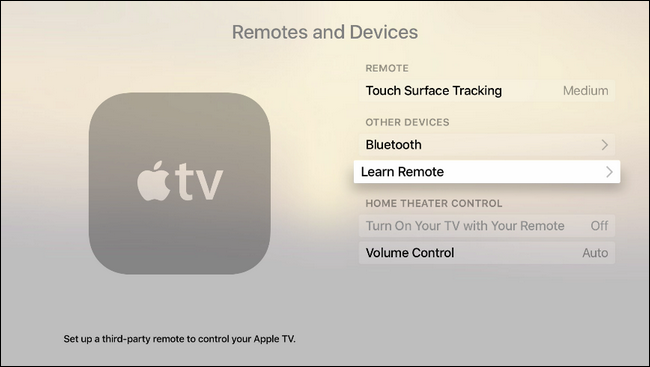 Remotes and Devices
tv
REMOTE
Touch Surface Tracking Medium
OTHER DEVICES
Bluetooth
Learn Remote
HOME THEATER CONTROL
Turn On Your TV with Your Remote Off
Volume Control Auto
Set up a third-party remote to control your Apple TV.